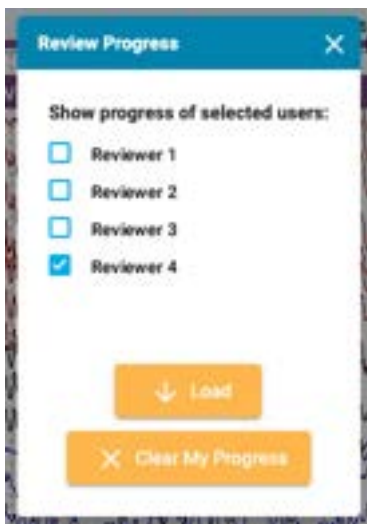 Review Progress
Show progress of selected users:
Reviewer 1
Reviewer 2
Reviewer 3
Reviewer 4
Load
Clear My Progress